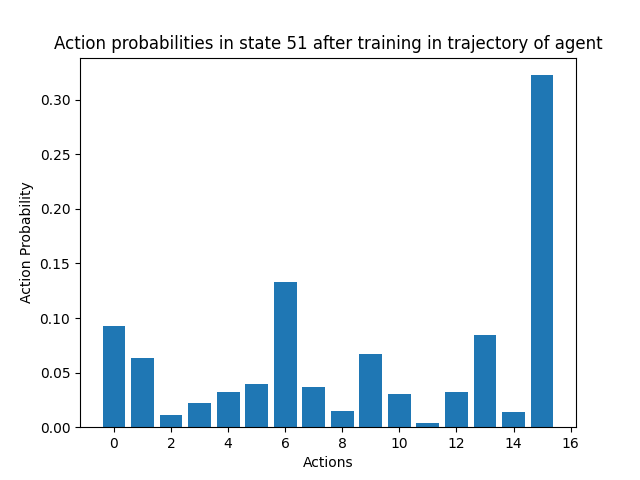 Action probabilities in state 51 after training in trajectory of agent
0.30
0.25
0.20
0.15
0.10
0.05
0.00
Action Probability
0 2 4 6 8 10 12 14 16
Actions